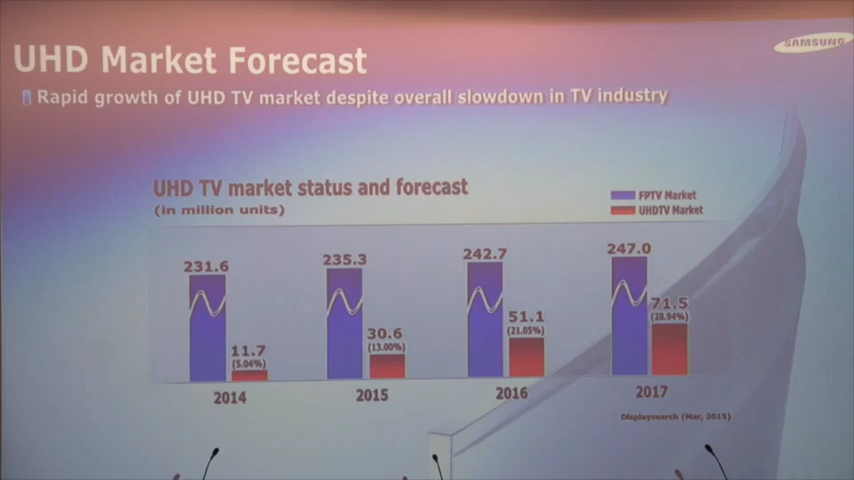 UHD Market Forecast
SAMSUNG
Rapid growth of UHD TV market despite overall slowdown in TV industry
UHD TV market status and forecast
(in million units)
FPTV Market
UHDTV Market
231.6
11.7
(5.04%)
235.3
30.6
(13.00%)
242.7
51.1
(21.05%)
247.0
71.5
(28.94%)
2014
2015
2016
2017
Displaysearch (Mar, 2015)